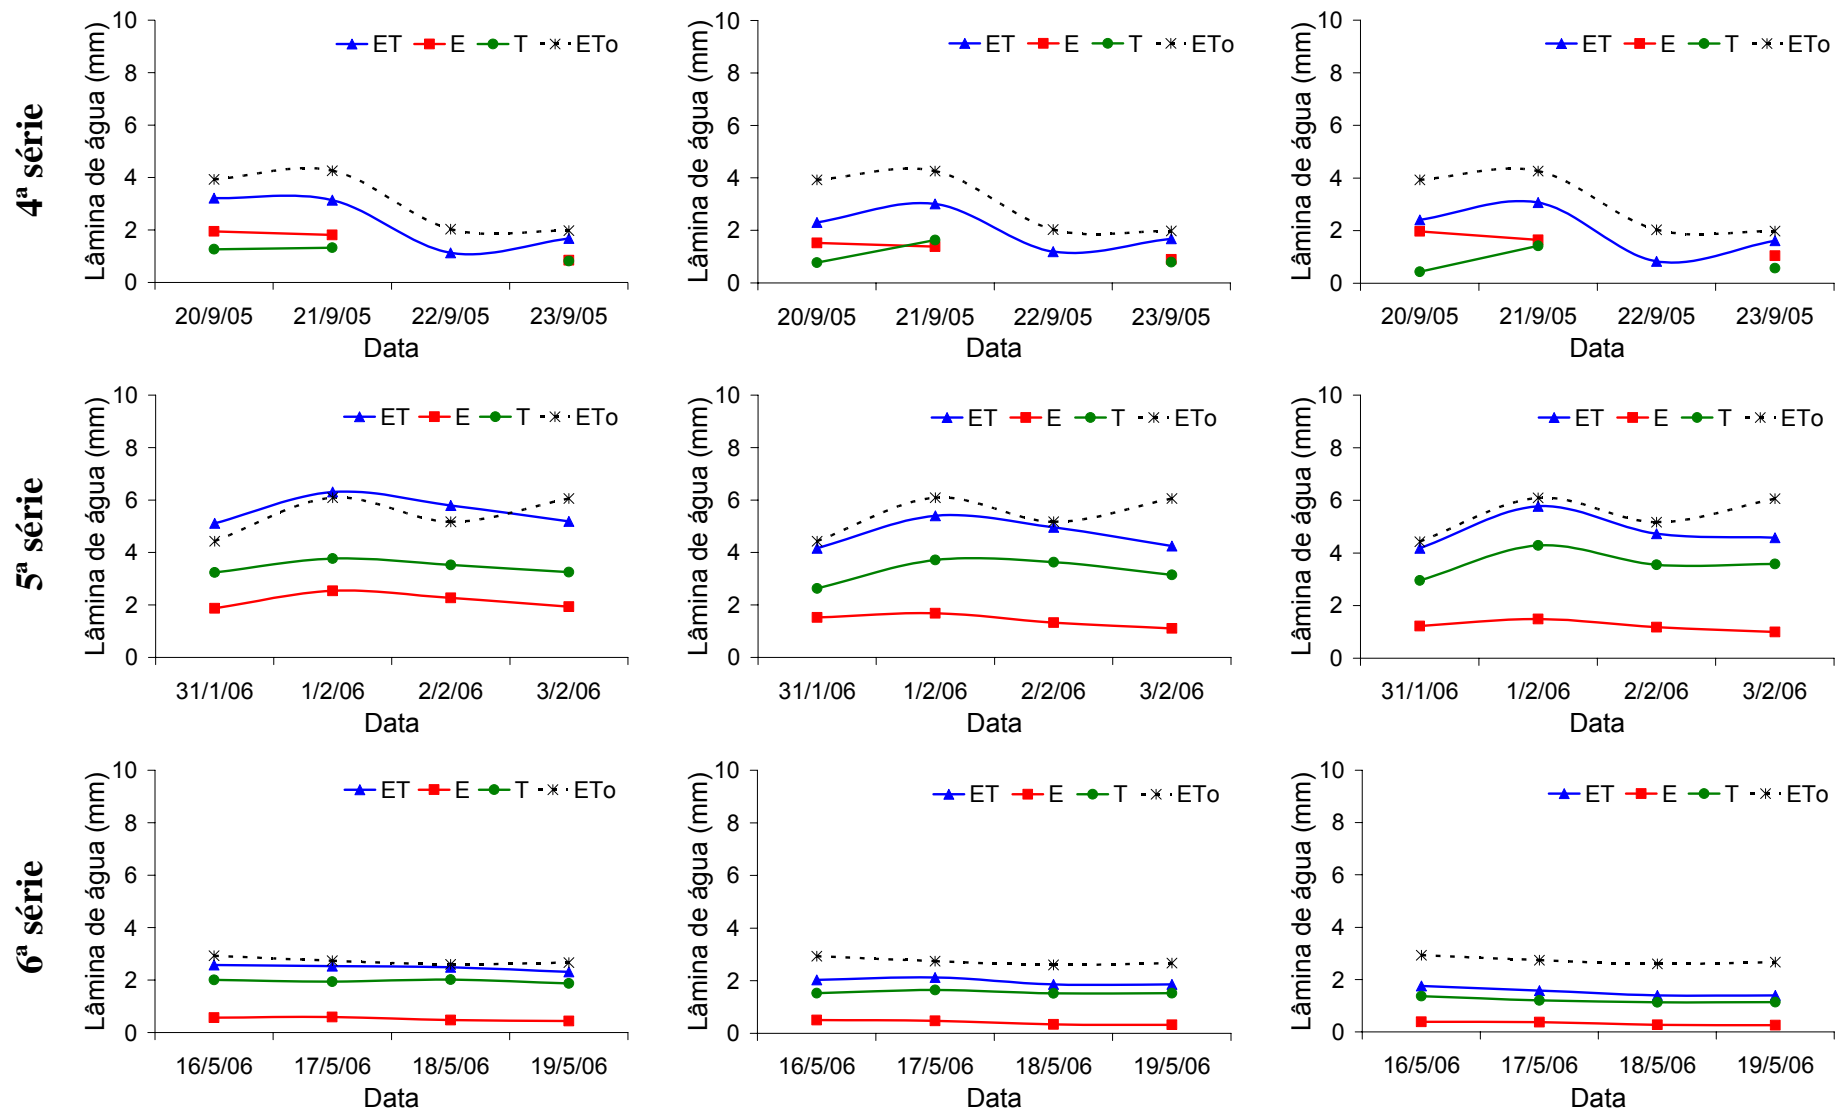 4ª série
Lâmina de água (mm)
10
8
6
4
2
0
ET E T ETo
20/9/05 21/9/05 22/9/05 23/9/05
Data
Lâmina de água (mm)
10
8
6
4
2
0
ET E T ETo
20/9/05 21/9/05 22/9/05 23/9/05
Data
Lâmina de água (mm)
10
8
6
4
2
0
ET E T ETo
20/9/05 21/9/05 22/9/05 23/9/05
Data
5ª série
Lâmina de água (mm)
10
8
6
4
2
0
ET E T ETo
31/1/06 1/2/06 2/2/06 3/2/06
Data
Lâmina de água (mm)
10
8
6
4
2
0
ET E T ETo
31/1/06 1/2/06 2/2/06 3/2/06
Data
Lâmina de água (mm)
10
8
6
4
2
0
ET E T ETo
31/1/06 1/2/06 2/2/06 3/2/06
Data
6ª série
Lâmina de água (mm)
10
8
6
4
2
0
ET E T ETo
16/5/06 17/5/06 18/5/06 19/5/06
Data
Lâmina de água (mm)
10
8
6
4
2
0
ET E T ETo
16/5/06 17/5/06 18/5/06 19/5/06
Data
Lâmina de água (mm)
10
8
6
4
2
0
ET E T ETo
16/5/06 17/5/06 18/5/06 19/5/06
Data